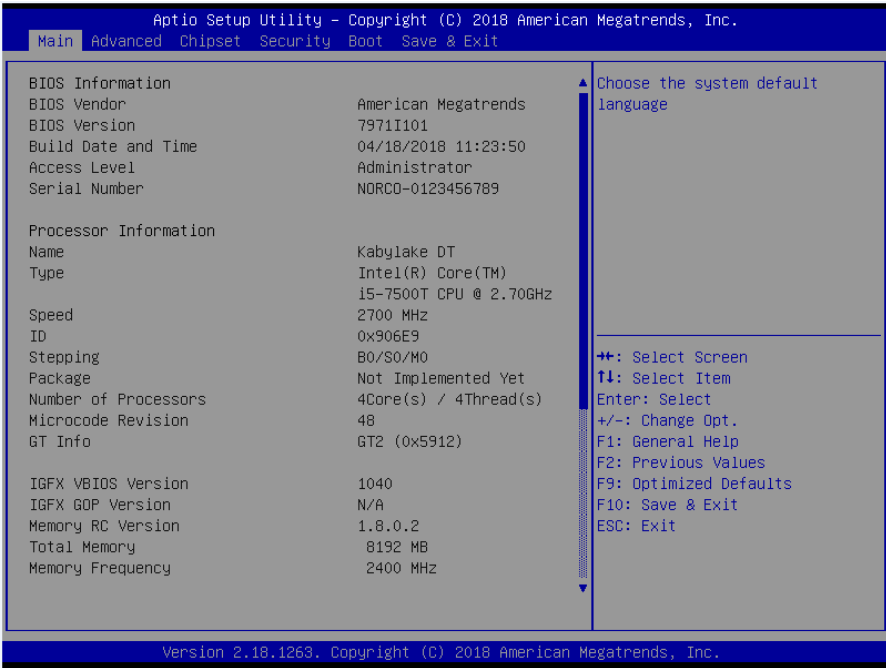 Aptio Setup Utility – Copyright (C) 2018 American Megatrends, Inc.
Main Advanced Chipset Security Boot Save & Exit
BIOS Information
BIOS Vendor American Megatrends
BIOS Version 7971I101
Build Date and Time 04/18/2018 11:23:50
Access Level Administrator
Serial Number NORCO-0123456789
Processor Information
Name Kabylake DT
Type Intel(R) Core(TM)
i5-7500T CPU @ 2.70GHz
Speed 2700 MHz
ID 0x906E9
Stepping B0/S0/M0
Package Not Implemented Yet
Number of Processors 4Core(s) / 4Thread(s)
Microcode Revision 48
GT Info GT2 (0x5912)
IGFX VBIOS Version 1040
IGFX GOP Version N/A
Memory RC Version 1.8.0.2
Total Memory 8192 MB
Memory Frequency 2400 MHz
Choose the system default
language
→←: Select Screen
↑↓: Select Item
Enter: Select
+/-: Change Opt.
F1: General Help
F2: Previous Values
F9: Optimized Defaults
F10: Save & Exit
ESC: Exit
Version 2.18.1263. Copyright (C) 2018 American Megatrends, Inc.